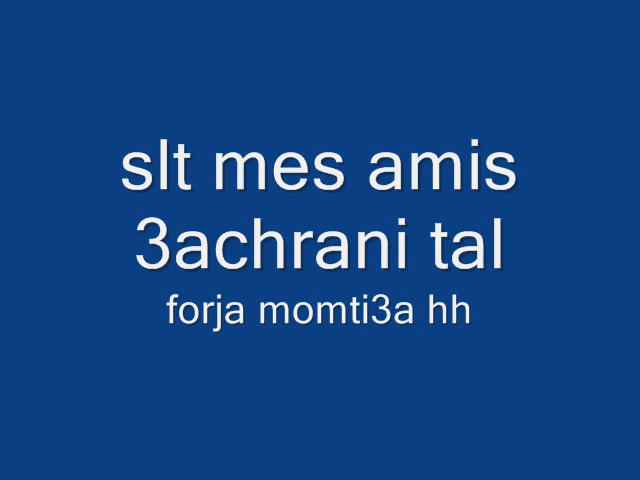 slt mes amis
3achrani tal
forja momti3a hh